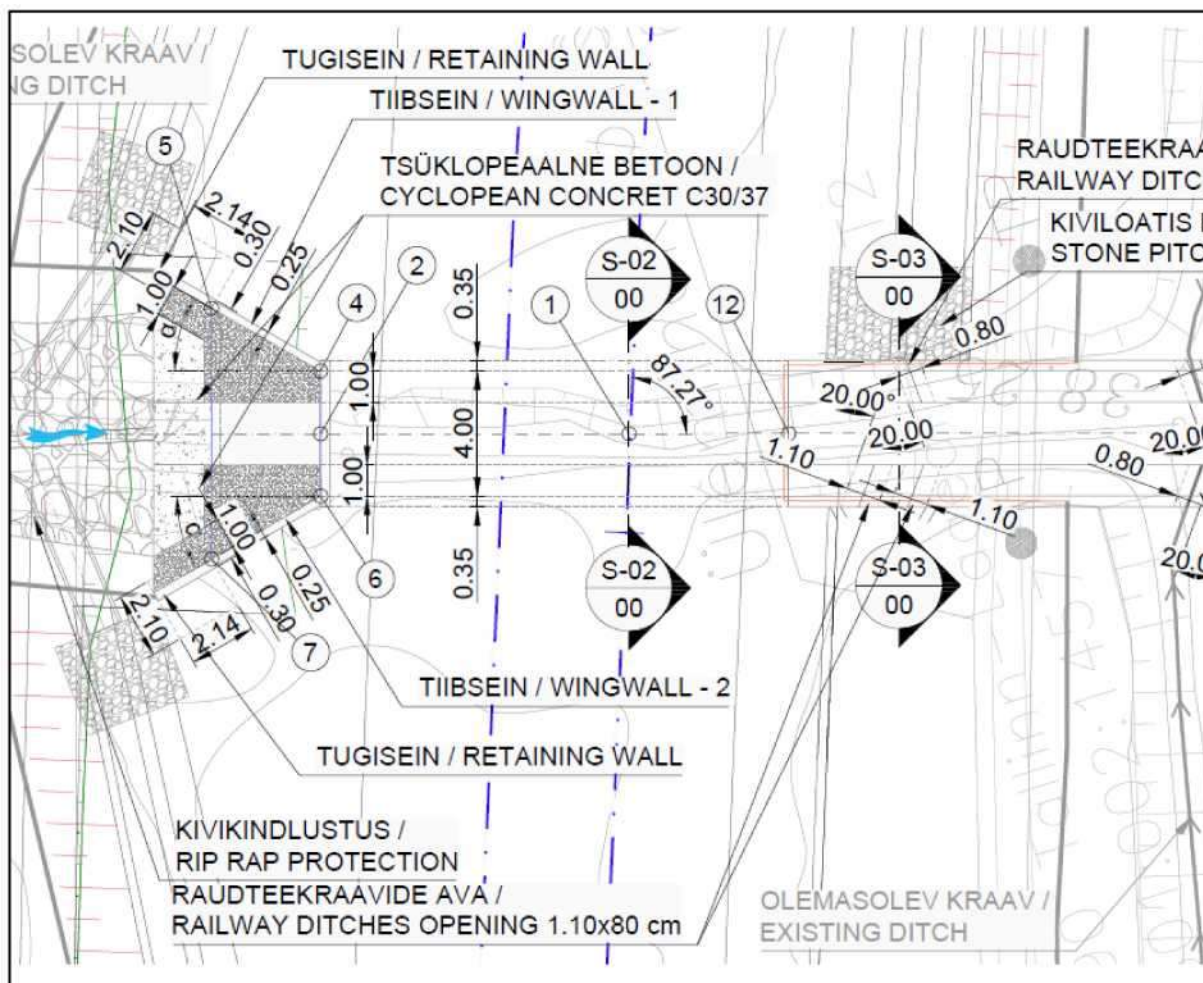 SOLEV KRAAV /
NG DITCH
TUGISEIN / RETAINING WALL
TIIBSEIN / WINGWALL - 1
TSÜKLOPEAALNE BETOON /
CYCLOPEAN CONCRET C30/37
RAUDTEEKRAA
RAILWAY DITC
KIVILOATIS
STONE PITC
5
2.14
2.10
0.30
0.25
1.00
α
2
4
0.35
1.00
4.00
1.00
0.35
S-02
00
1
87.27°
12
S-03
00
0.80
20.00°
20.00
1.10
1.10
0.80
20.00
20.00
α
1.00
0.25
0.30
2.10
2.14
6
7
S-02
00
S-03
00
TIIBSEIN / WINGWALL - 2
TUGISEIN / RETAINING WALL
KIVIKINDLUSTUS /
RIP RAP PROTECTION
RAUDTEEKRAAVIDE AVA /
RAILWAY DITCHES OPENING 1.10x80 cm
OLEMASOLEV KRAAV /
EXISTING DITCH